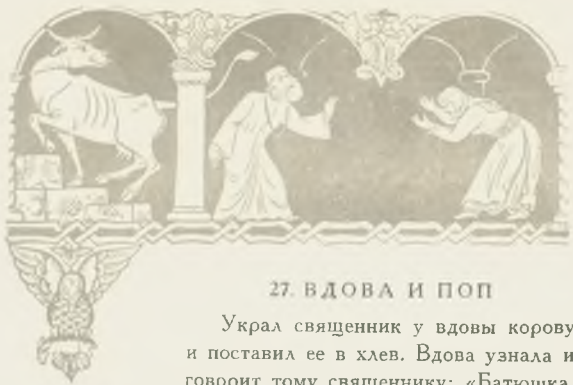 27. ВДОВА И ПОП
Украл священник у вдовы корову
и поставил ее в хлев. Вдова узнала и
говорит тому священнику: «Батюшка,